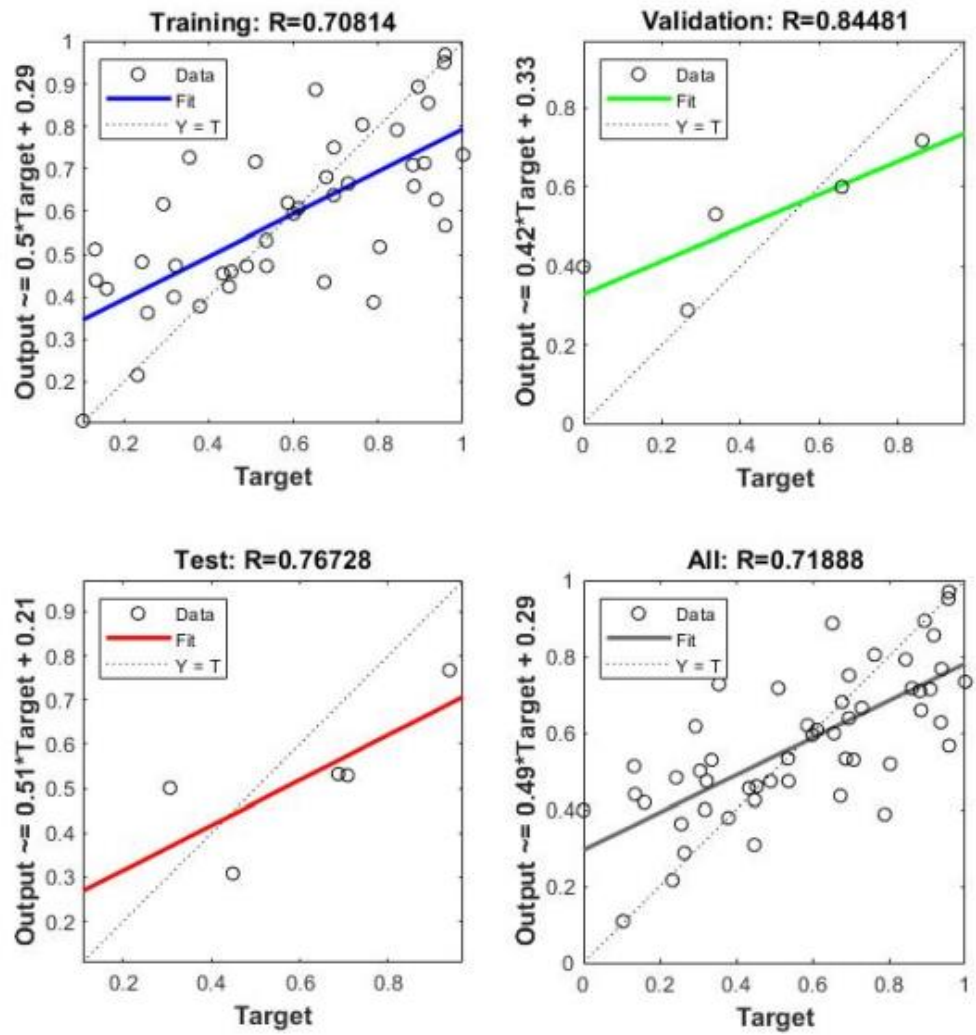 Training: R=0.70814
Output ~= 0.5*Target + 0.29
1
0.9
0.8
0.7
0.6
0.5
0.4
0.3
0.2
Data
Fit
Y = T
0.2 0.4 0.6 0.8 1
Target
Validation: R=0.84481
Output ~= 0.42*Target + 0.33
0.8
0.6
0.4
0.2
0
Data
Fit
Y = T
0 0.2 0.4 0.6 0.8
Target
Test: R=0.76728
Output ~= 0.51*Target + 0.21
0.9
0.8
0.7
0.6
0.5
0.4
0.3
0.2
Data
Fit
Y = T
0.2 0.4 0.6 0.8
Target
All: R=0.71888
Output ~= 0.49*Target + 0.29
1
0.8
0.6
0.4
0.2
0
Data
Fit
Y = T
0 0.2 0.4 0.6 0.8 1
Target